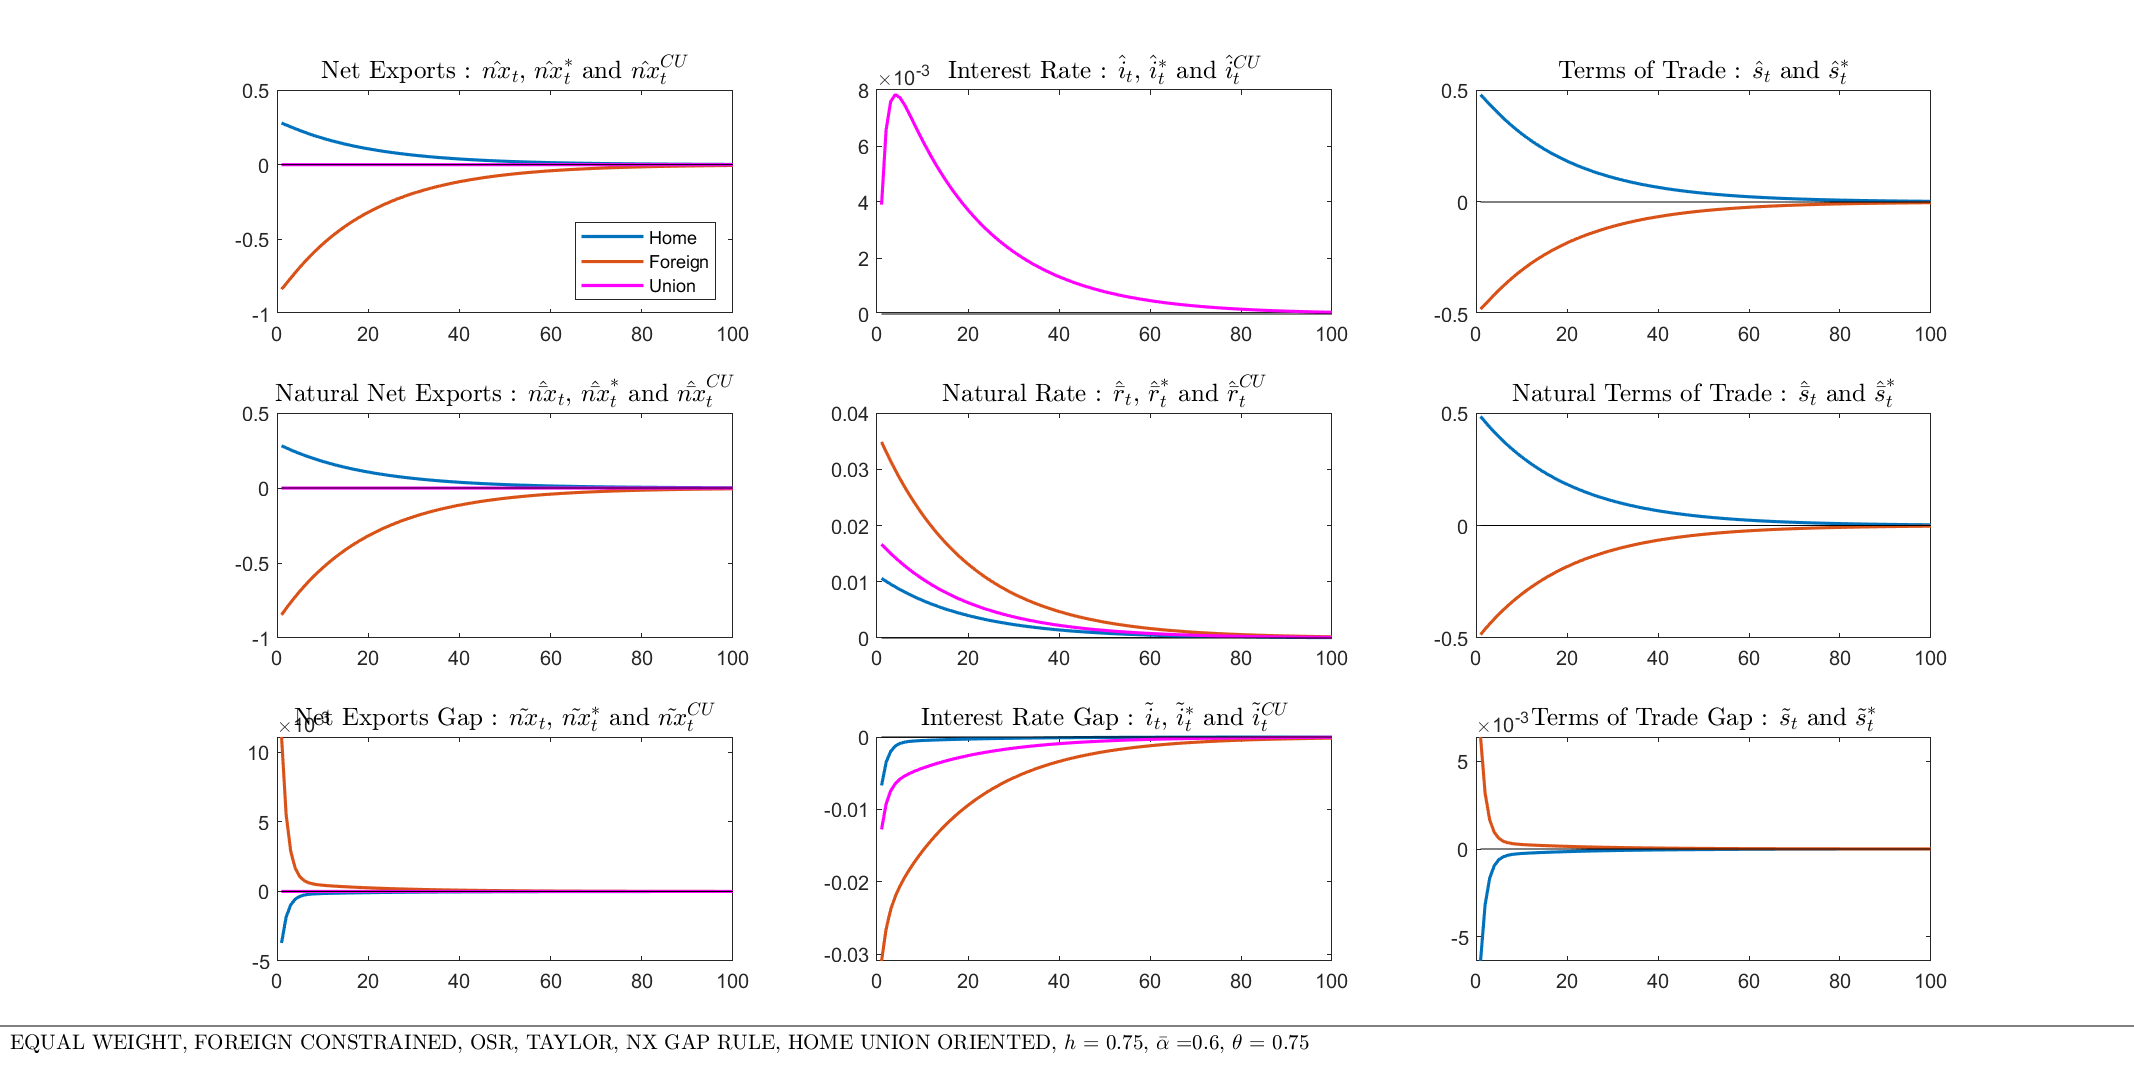 Net Exports : n̂x_t, n̂x_t^* and n̂x_t^{CU}
0.5
0
-0.5
-1
0 20 40 60 80 100
Home
Foreign
Union
×10^{-3} Interest Rate : î_t, î_t^* and î_t^{CU}
8
6
4
2
0
0 20 40 60 80 100
Terms of Trade : ŝ_t and ŝ_t^*
0.5
0
-0.5
0 20 40 60 80 100
Natural Net Exports : n̄̂x_t, n̄̂x_t^* and n̄̂x_t^{CU}
0.5
0
-0.5
-1
0 20 40 60 80 100
Natural Rate : r̄̂_t, r̄̂_t^* and r̄̂_t^{CU}
0.04
0.03
0.02
0.01
0
0 20 40 60 80 100
Natural Terms of Trade : s̄̂_t and s̄̂_t^*
0.5
0
-0.5
0 20 40 60 80 100
Net Exports Gap : ñx_t, ñx_t^* and ñx_t^{CU}
×10^{-3}
10
5
0
-5
0 20 40 60 80 100
Interest Rate Gap : ĩ_t, ĩ_t^* and ĩ_t^{CU}
0
-0.01
-0.02
-0.03
0 20 40 60 80 100
×10^{-3} Terms of Trade Gap : s̃_t and s̃_t^*
5
0
-5
0 20 40 60 80 100
EQUAL WEIGHT, FOREIGN CONSTRAINED, OSR, TAYLOR, NX GAP RULE, HOME UNION ORIENTED, h = 0.75, ᾱ =0.6, θ = 0.75